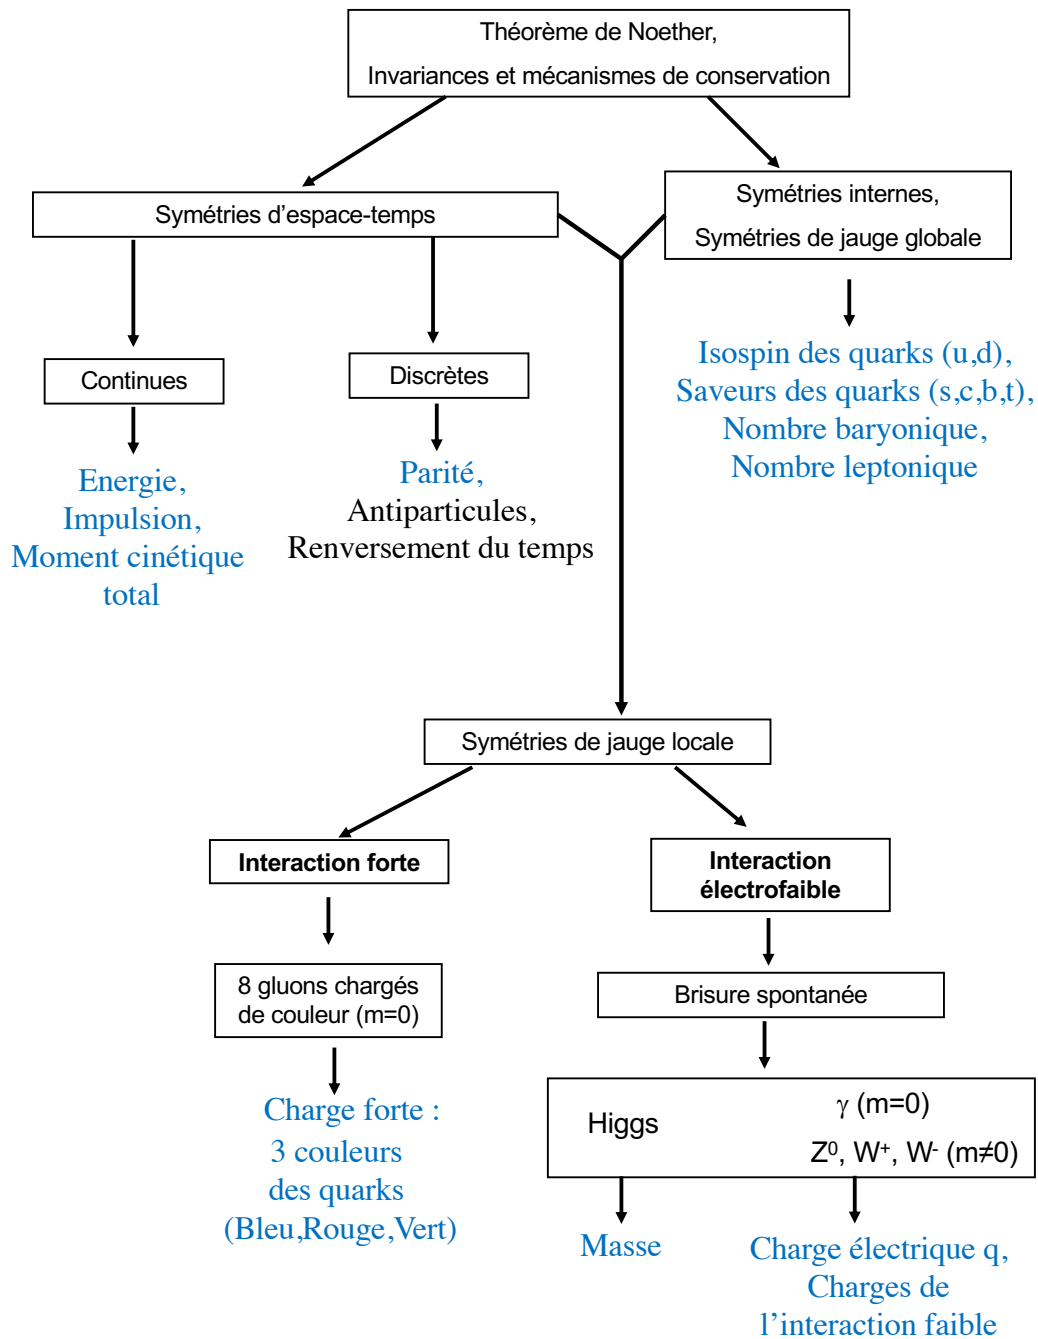 Théorème de Noether,
Invariances et mécanismes de conservation
Symétries d'espace-temps
Symétries internes,
Symétries de jauge globale
Continues
Discrètes
Isospin des quarks (u,d),
Saveurs des quarks (s,c,b,t),
Nombre baryonique,
Nombre leptonique
Energie,
Impulsion,
Moment cinétique
total
Parité,
Antiparticules,
Renversement du temps
Symétries de jauge locale
Interaction forte
Interaction
électrofaible
8 gluons chargés
de couleur (m=0)
Brisure spontanée
Charge forte :
3 couleurs
des quarks
(Bleu,Rouge,Vert)
Higgs
γ (m=0)
Z⁰, W⁺, W⁻ (m≠0)
Masse
Charge électrique q,
Charges de
l'interaction faible